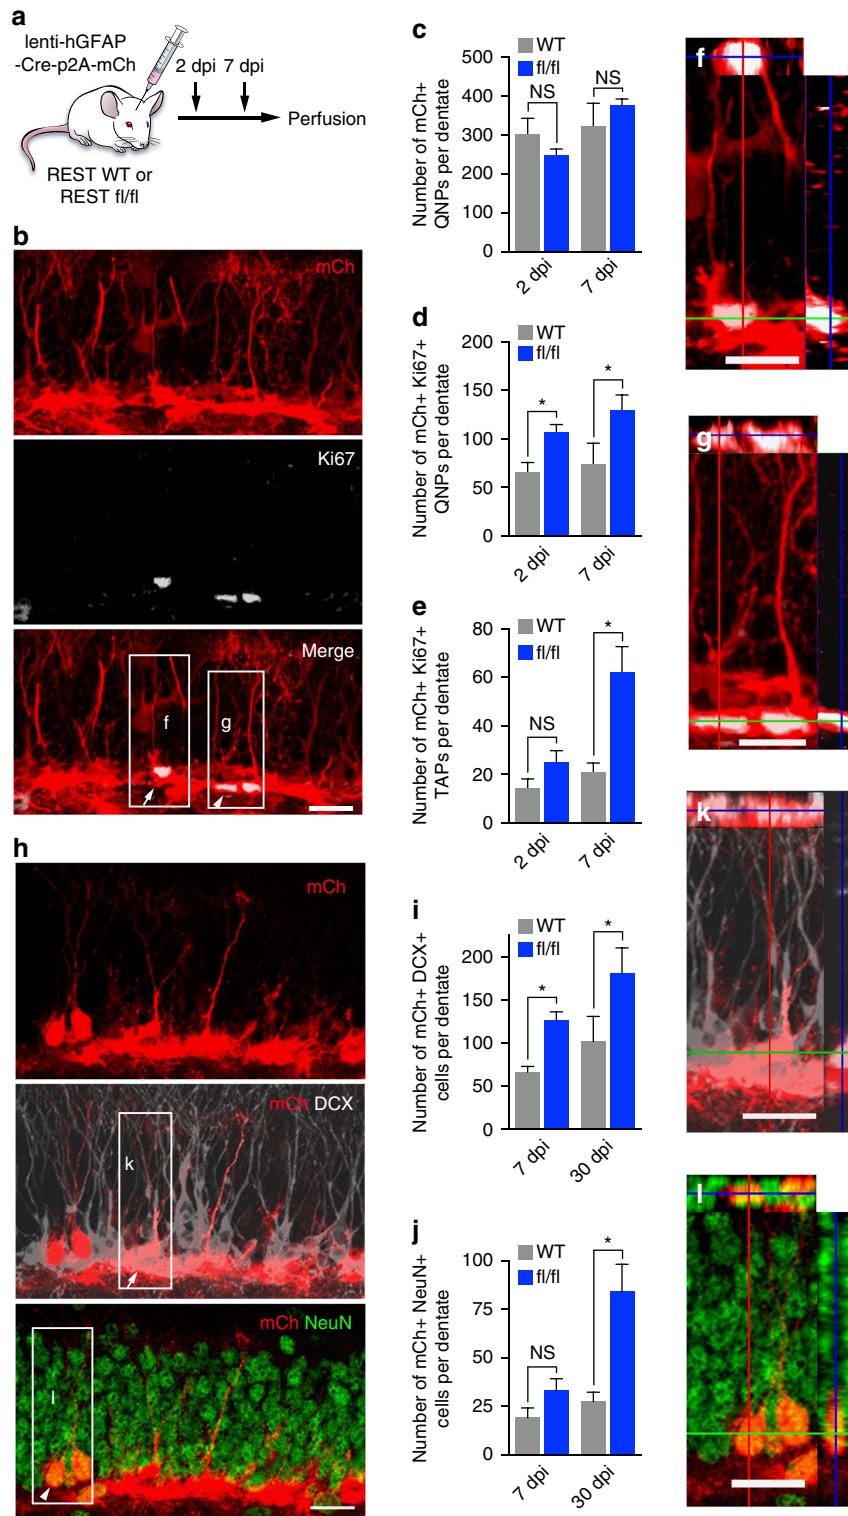 a
lenti-hGFAP
-Cre-p2A-mCh
2 dpi 7 dpi
Perfusion
REST WT or
REST fl/fl
b
mCh
Ki67
Merge
f
g
c
WT
fl/fl
Number of mCh+
QNPs per dentate
500
400
300
200
100
0
NS
NS
2 dpi
7 dpi
d
WT
fl/fl
Number of mCh+ Ki67+
QNPs per dentate
200
150
100
50
0
*
*
2 dpi
7 dpi
e
WT
fl/fl
Number of mCh+ Ki67+
TAPs per dentate
80
60
40
20
0
NS
*
2 dpi
7 dpi
f
g
h
mCh
mCh DCX
k
mCh NeuN
l
i
WT
fl/fl
Number of mCh+ DCX+
cells per dentate
200
150
100
50
0
*
*
7 dpi
30 dpi
j
WT
fl/fl
Number of mCh+ NeuN+
cells per dentate
100
75
50
25
0
NS
*
7 dpi
30 dpi
k
l